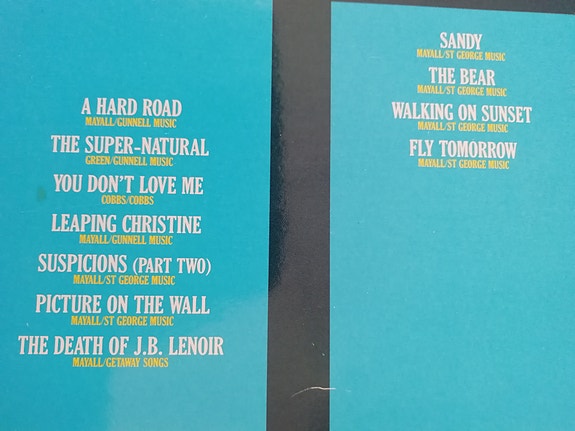 A HARD ROAD
MAYALL/GUNNELL MUSIC
THE SUPER-NATURAL
GREEN/GUNNELL MUSIC
YOU DON'T LOVE ME
COBBS/COBBS
LEAPING CHRISTINE
MAYALL/GUNNELL MUSIC
SUSPICIONS (PART TWO)
MAYALL/ST GEORGE MUSIC
PICTURE ON THE WALL
MAYALL/ST GEORGE MUSIC
THE DEATH OF J.B. LENOIR
MAYALL/GETAWAY SONGS
SANDY
MAYALL/ST GEORGE MUSIC
THE BEAR
MAYALL/ST GEORGE MUSIC
WALKING ON SUNSET
MAYALL/ST GEORGE MUSIC
FLY TOMORROW
MAYALL/ST GEORGE MUSIC